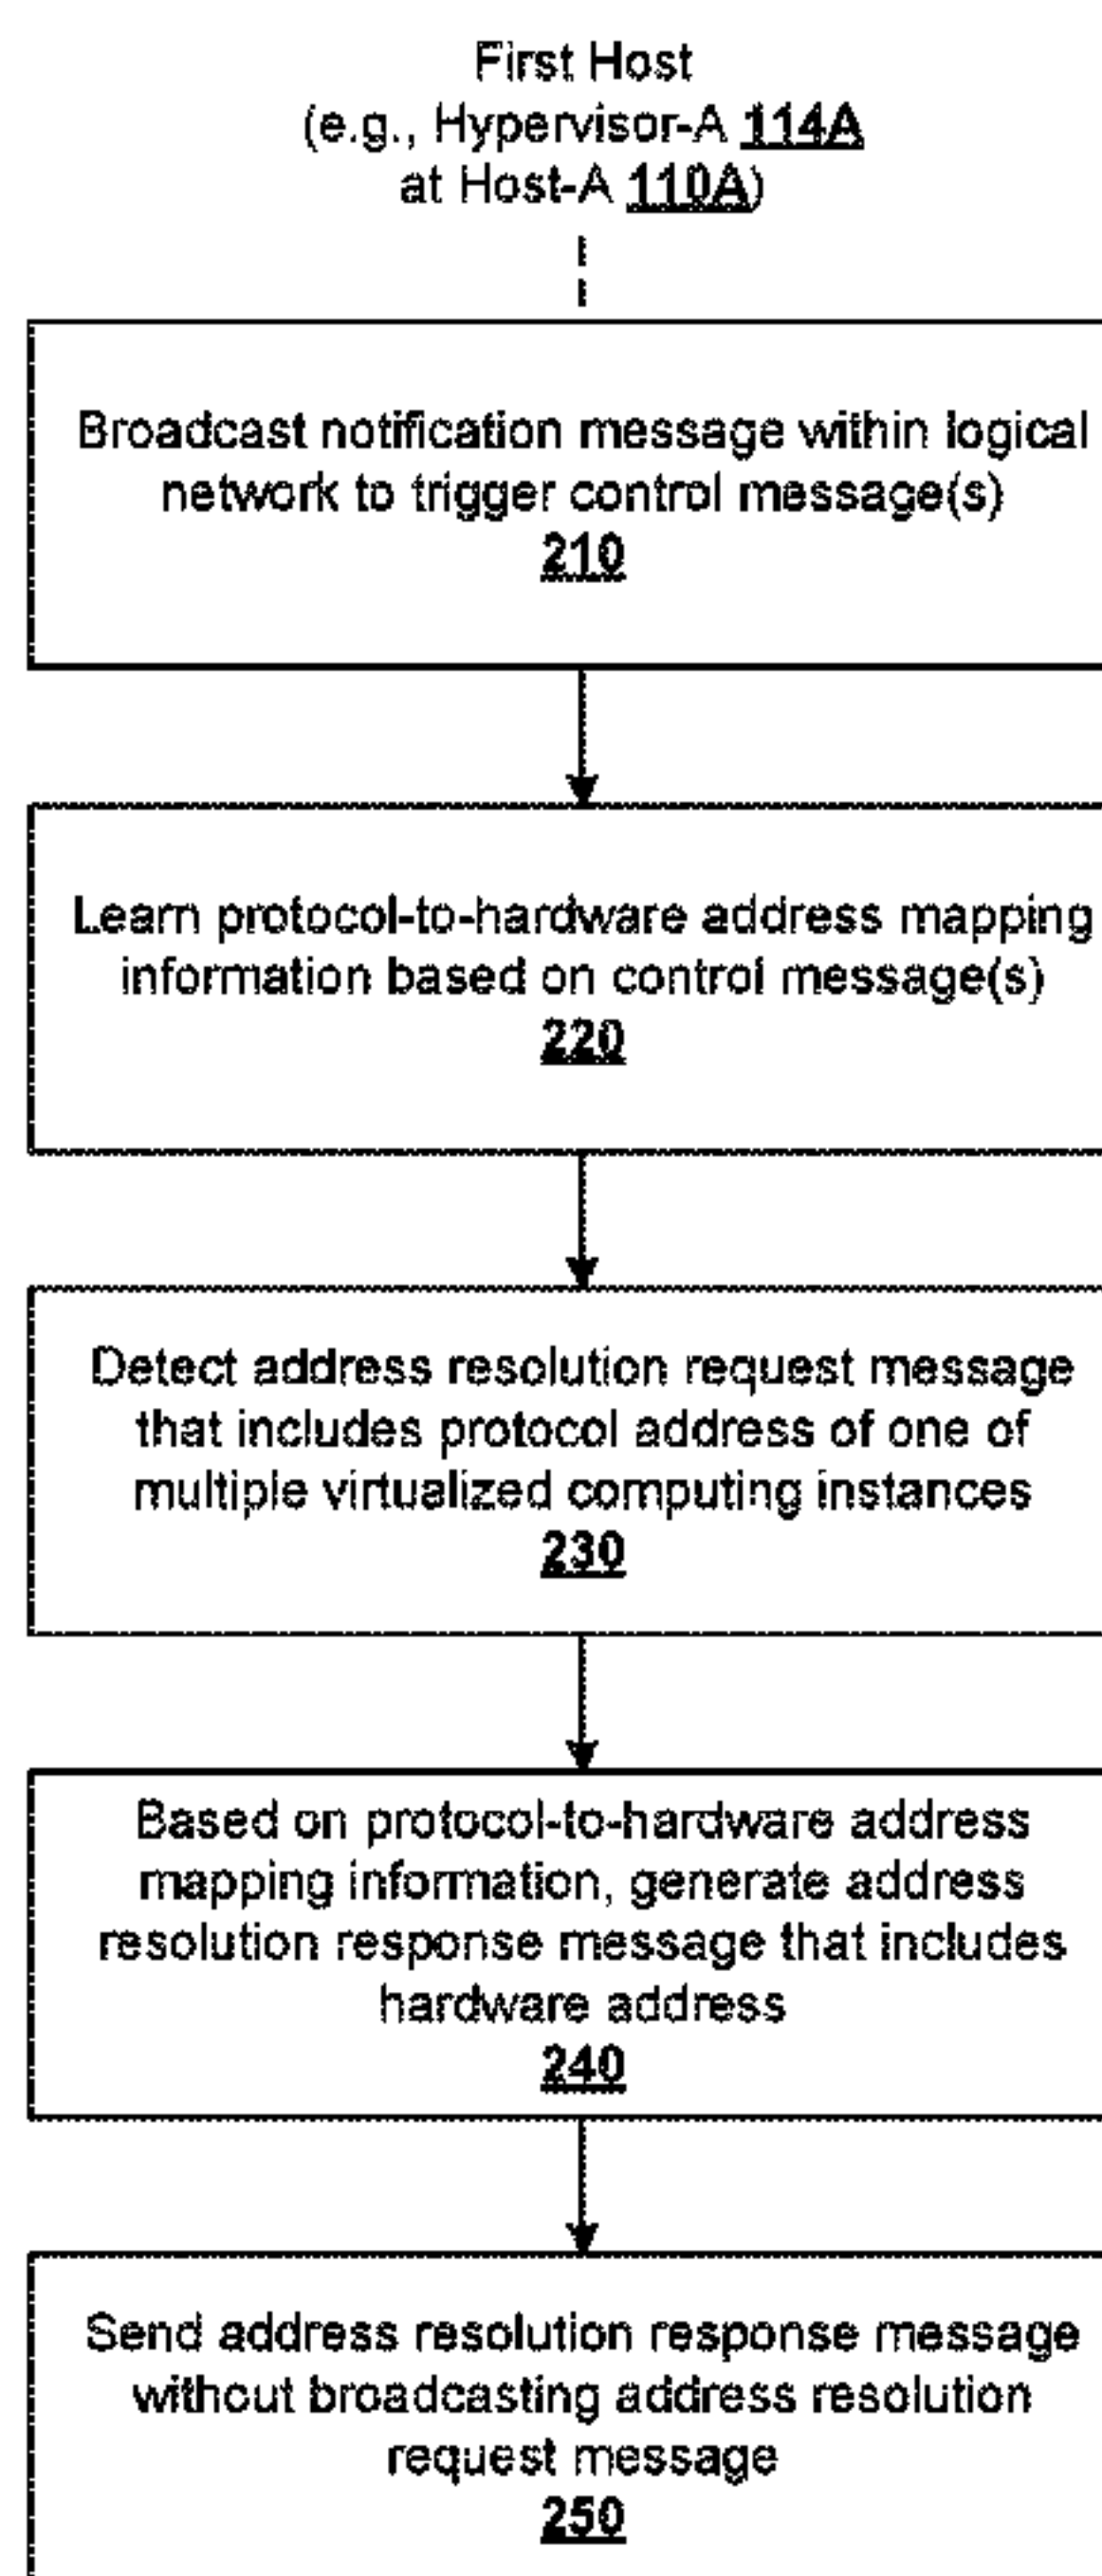 First Host
(e.g., Hypervisor-A 114A
at Host-A 110A)
Broadcast notification message within logical
network to trigger control message(s)
210
Learn protocol-to-hardware address mapping
information based on control message(s)
220
Detect address resolution request message
that includes protocol address of one of
multiple virtualized computing instances
230
Based on protocol-to-hardware address
mapping information, generate address
resolution response message that includes
hardware address
240
Send address resolution response message
without broadcasting address resolution
request message
250